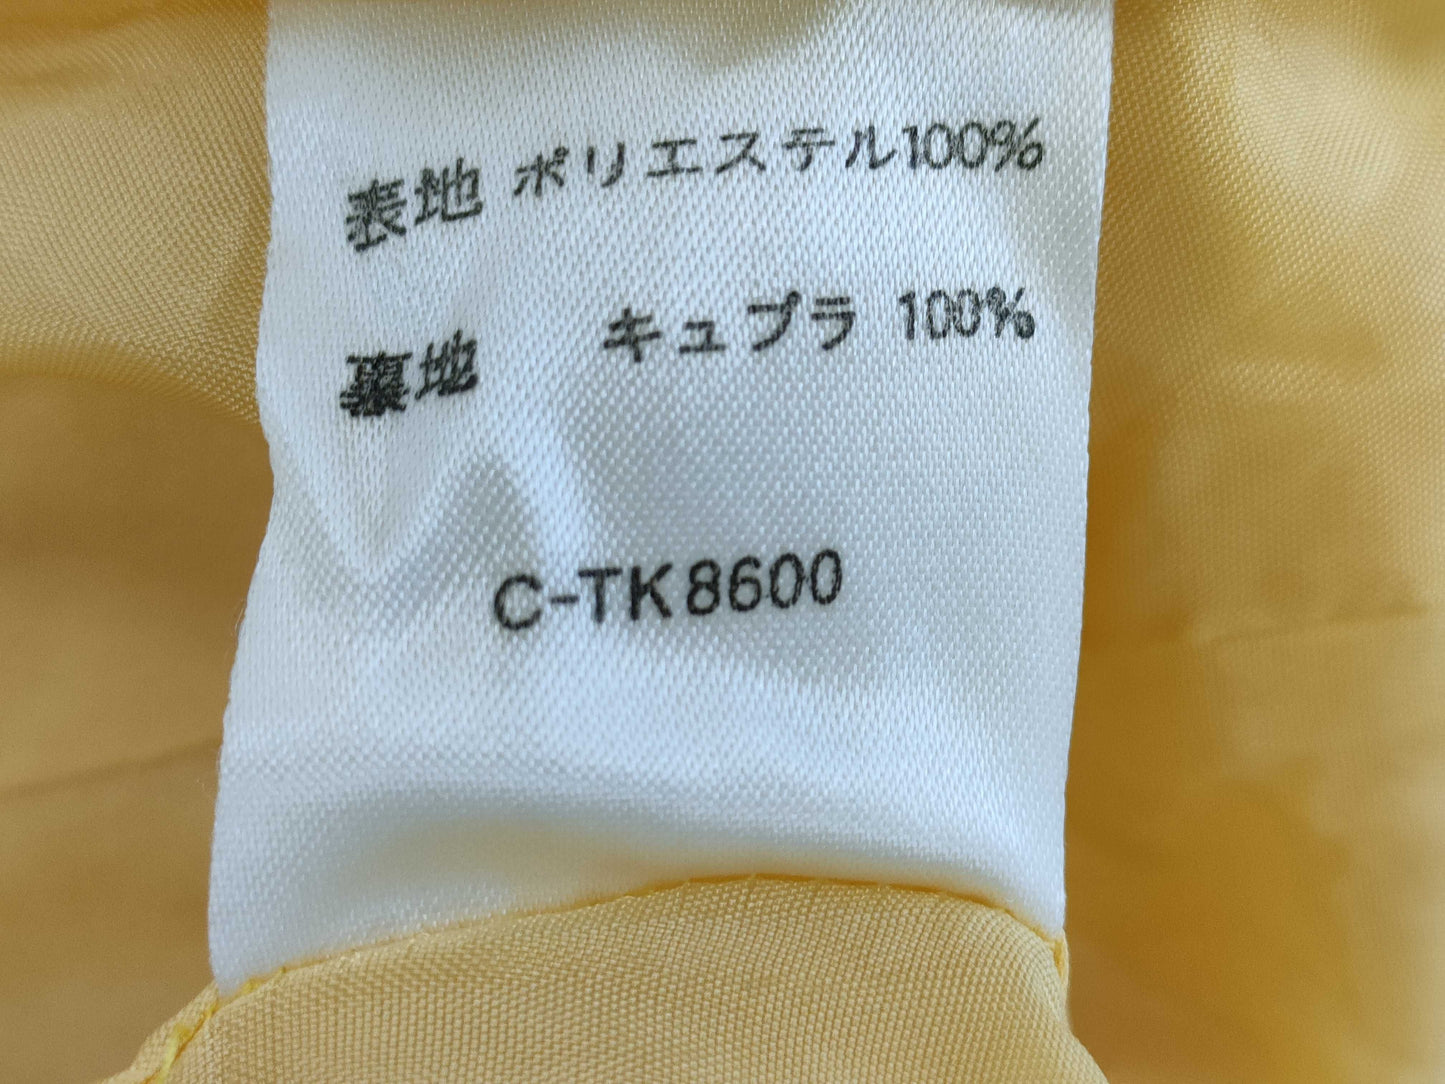 表地 ポリエステル100%
裏地 キュプラ 100%
C-TK8600